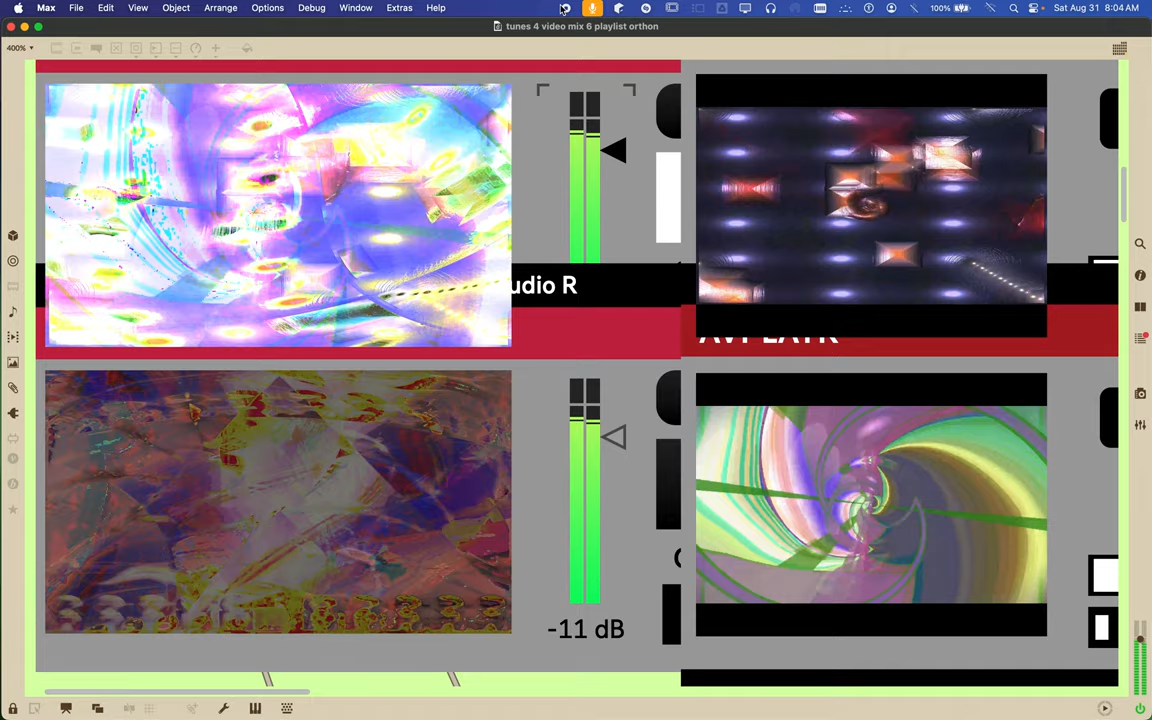 Max File Edit View Object Arrange Options Debug Window Extras Help 100% Sat Aug 31 8:04 AM
tunes 4 video mix 6 playlist orthon
400%
udio R
AVPLAYR
-11 dB